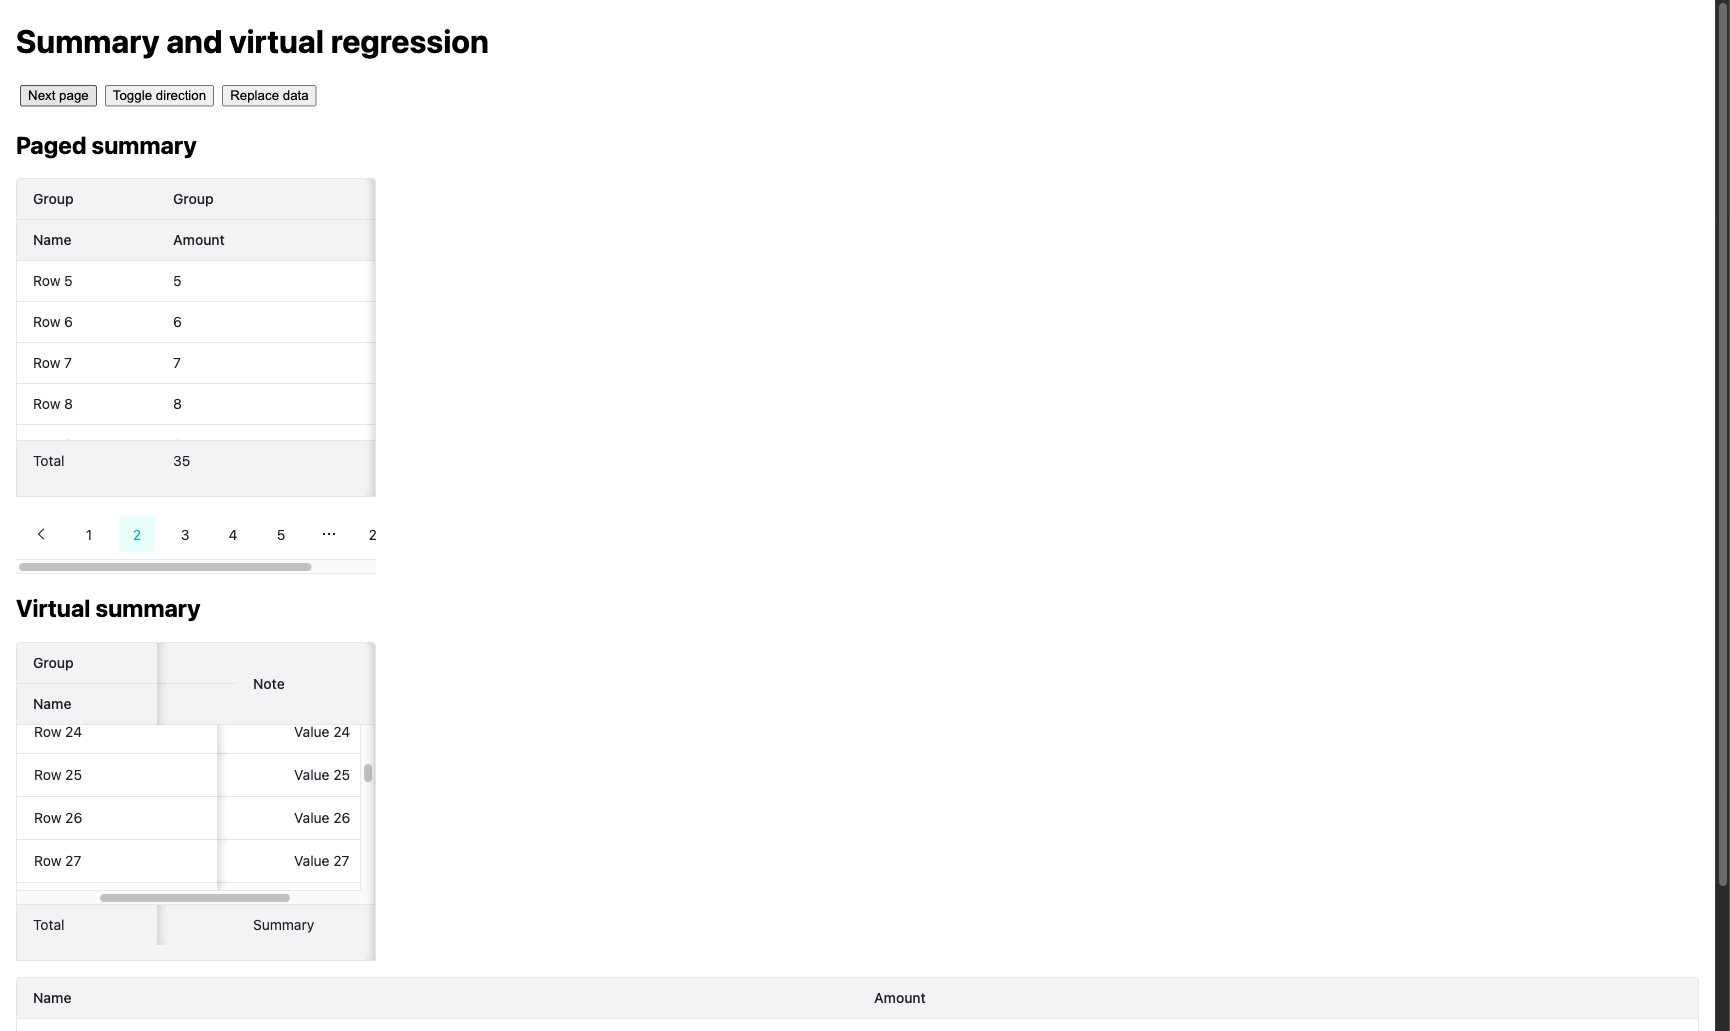 Summary and virtual regression
Next page Toggle direction Replace data
Paged summary
Group Group
Name Amount
Row 5 5
Row 6 6
Row 7 7
Row 8 8
Total 35
1 2 3 4 5 ··· 2
Virtual summary
Group
Note
Name
Row 24 Value 24
Row 25 Value 25
Row 26 Value 26
Row 27 Value 27
Total Summary
Name Amount